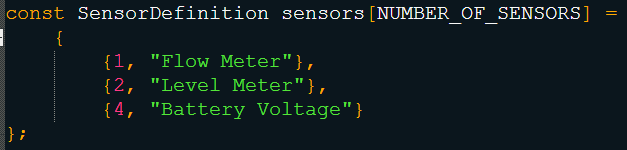 const SensorDefinition sensors[NUMBER_OF_SENSORS] =
{
{1, "Flow Meter"},
{2, "Level Meter"},
{4, "Battery Voltage"}
};